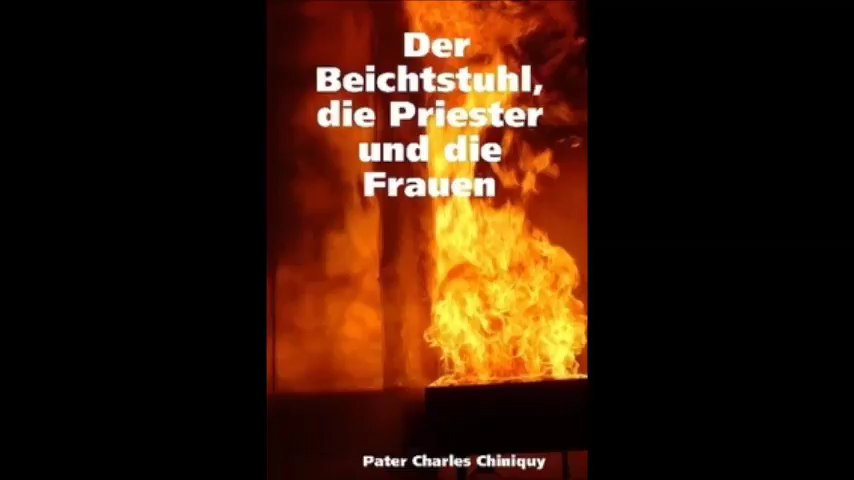 Der
Beichtstuhl,
die Priester
und die
Frauen
Pater Charles Chiniquy